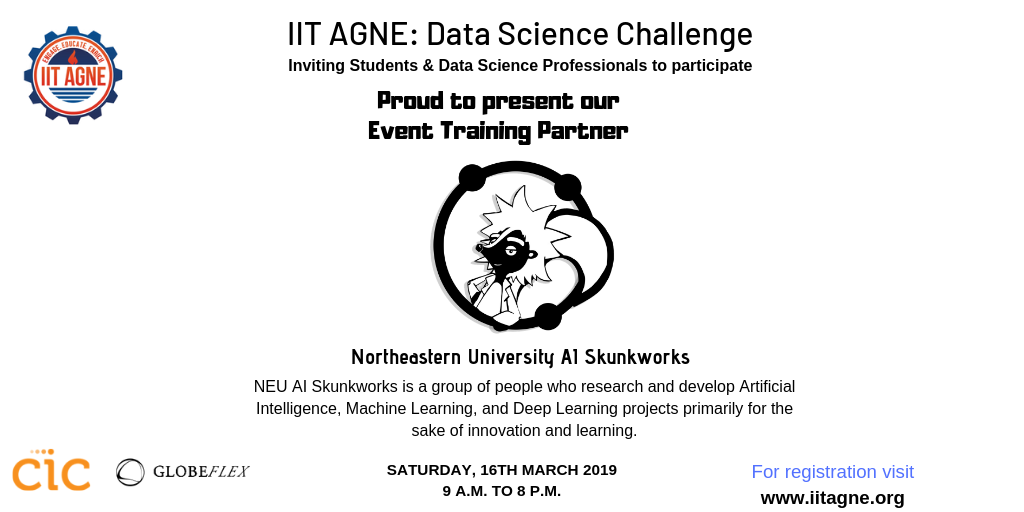 IIT AGNE: Data Science Challenge
Inviting Students & Data Science Professionals to participate
ENGAGE, EDUCATE, ENRICH
IIT AGNE
Proud to present our
Event Training Partner
Northeastern University AI Skunkworks
NEU AI Skunkworks is a group of people who research and develop Artificial
Intelligence, Machine Learning, and Deep Learning projects primarily for the
sake of innovation and learning.
cic
GLOBEFLEX
SATURDAY, 16TH MARCH 2019
9 A.M. TO 8 P.M.
For registration visit
www.iitagne.org